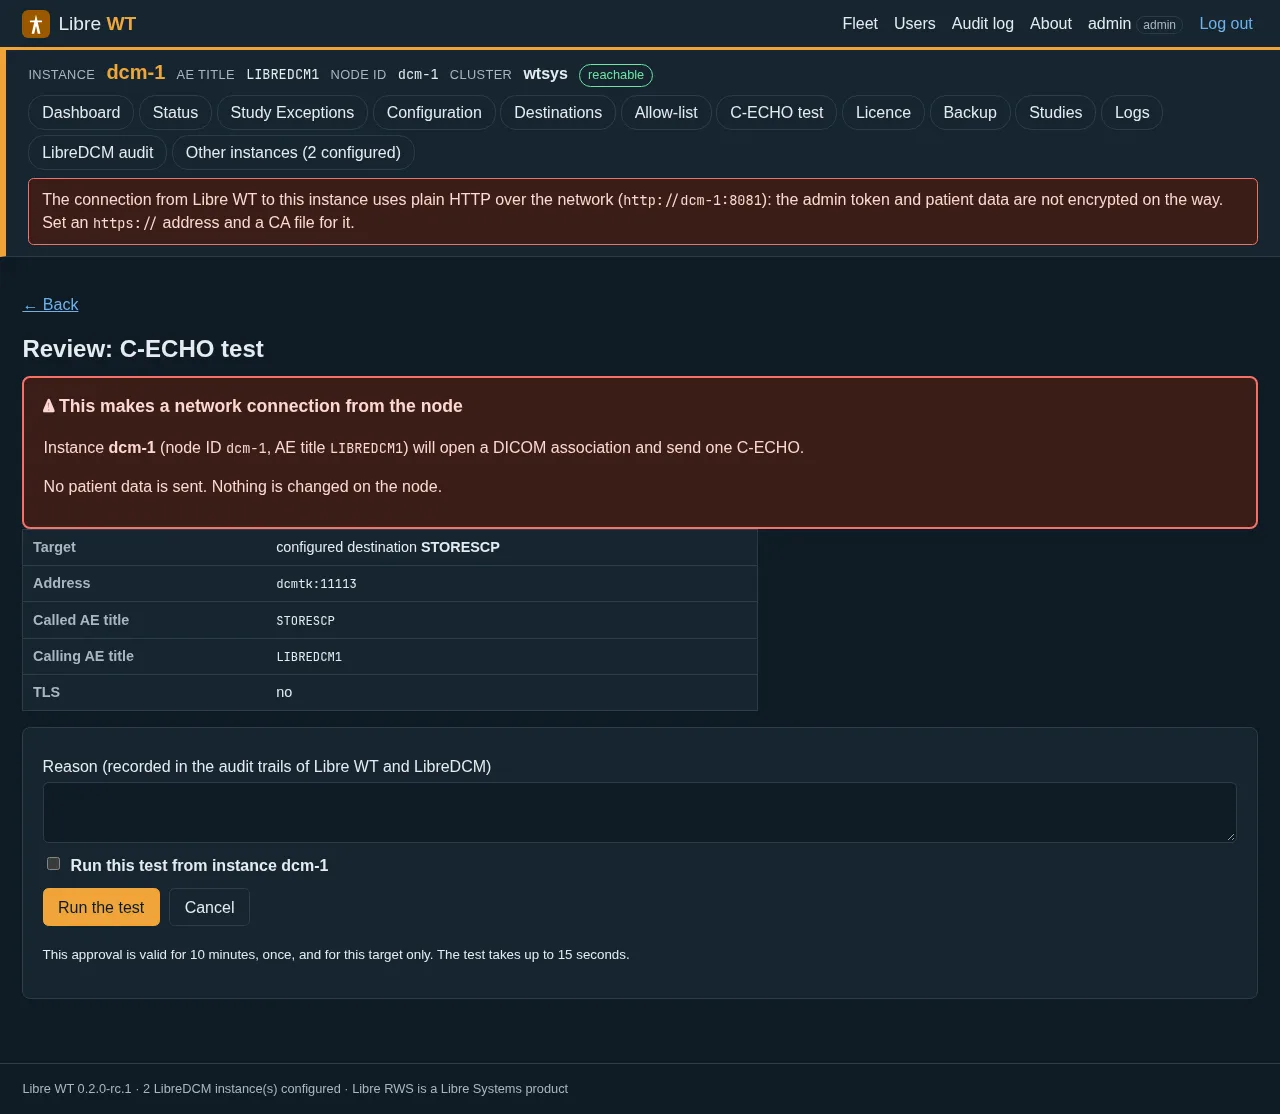 Libre WT
Fleet Users Audit log About admin admin Log out
INSTANCE dcm-1 AE TITLE LIBREDCM1 NODE ID dcm-1 CLUSTER wtsys reachable
Dashboard Status Study Exceptions Configuration Destinations Allow-list C-ECHO test Licence Backup Studies Logs
LibreDCM audit Other instances (2 configured)
The connection from Libre WT to this instance uses plain HTTP over the network (http://dcm-1:8081): the admin token and patient data are not encrypted on the way.
Set an https:// address and a CA file for it.
← Back
Review: C-ECHO test
This makes a network connection from the node
Instance dcm-1 (node ID dcm-1, AE title LIBREDCM1) will open a DICOM association and send one C-ECHO.
No patient data is sent. Nothing is changed on the node.
Target configured destination STORESCP
Address dcmtk:11113
Called AE title STORESCP
Calling AE title LIBREDCM1
TLS no
Reason (recorded in the audit trails of Libre WT and LibreDCM)
Run this test from instance dcm-1
Run the test Cancel
This approval is valid for 10 minutes, once, and for this target only. The test takes up to 15 seconds.
Libre WT 0.2.0-rc.1 · 2 LibreDCM instance(s) configured · Libre RWS is a Libre Systems product